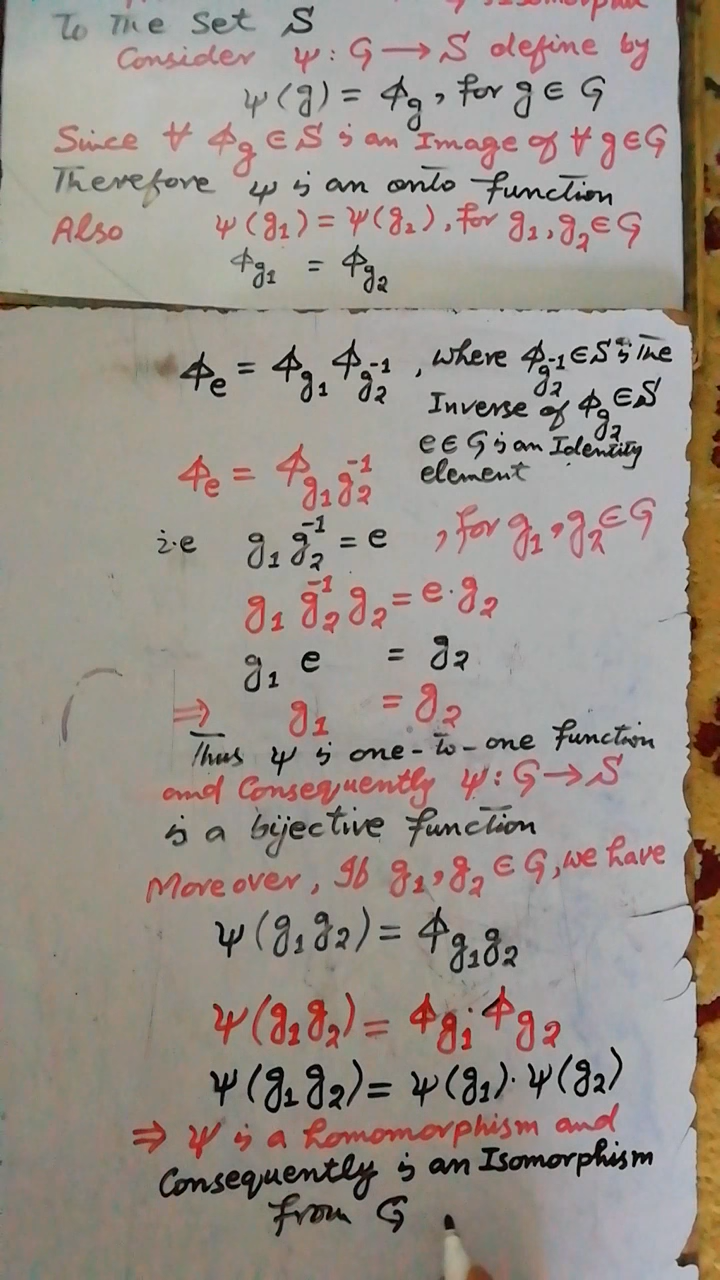 To The Set S
Consider ψ: G → S define by
ψ(g) = Φg, for g ∈ G
Since ∀ Φg ∈ S is an Image of ∀ g ∈ G
Therefore ψ is an onto function
Also ψ(g₁) = ψ(g₂), for g₁, g₂ ∈ G
Φg₁ = Φg₂
Φe = Φg₁ Φg₂⁻¹, where Φg₂⁻¹ ∈ S is the
Inverse of Φg₂ ∈ S
e ∈ G is an Identity
element
Φe = Φg₁g₂⁻¹
i.e g₁ g₂⁻¹ = e, for g₁, g₂ ∈ G
g₁ g₂⁻¹ g₂ = e·g₂
g₁ e = g₂
⇒ g₁ = g₂
Thus ψ is one-to-one function
and Consequently ψ: G → S
is a bijective function
Moreover, If g₁, g₂ ∈ G, we have
ψ(g₁g₂) = Φg₁g₂
ψ(g₁g₂) = Φg₁·Φg₂
ψ(g₁g₂) = ψ(g₁)·ψ(g₂)
⇒ ψ is a homomorphism and
Consequently is an Isomorphism
from G